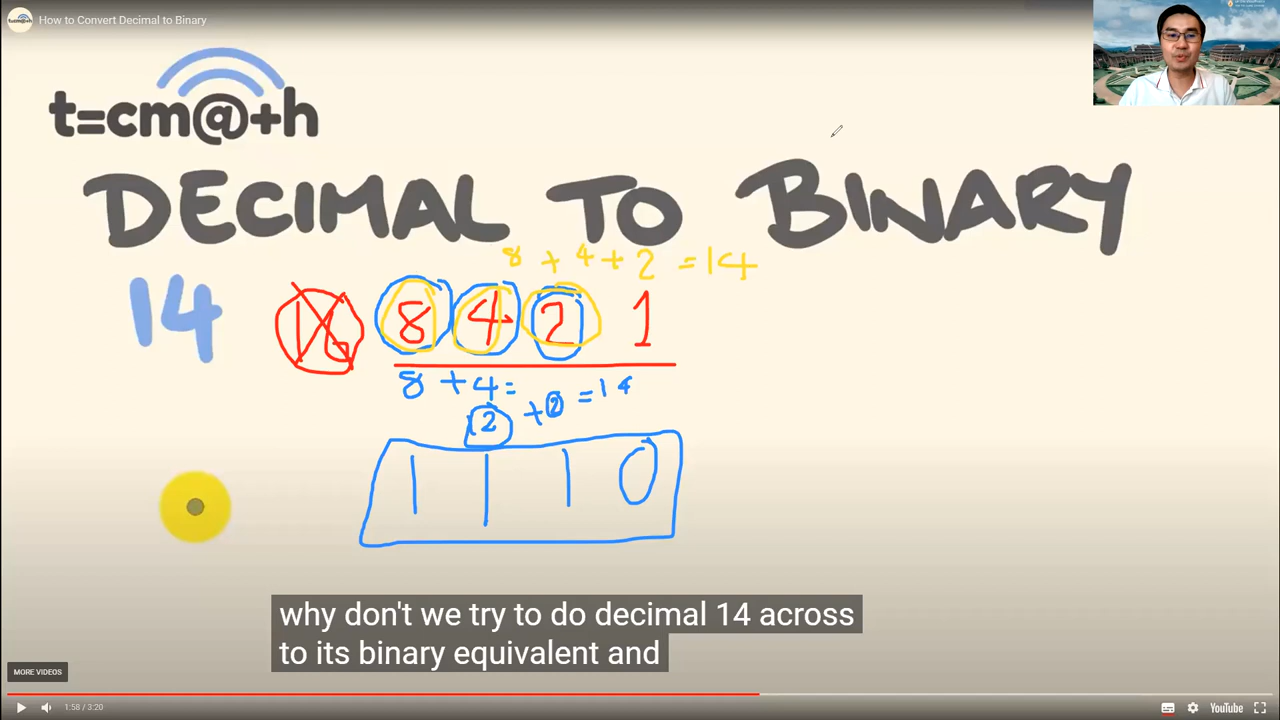 How to Convert Decimal to Binary
t=cm@+h
DECIMAL TO BINARY
8 + 4 + 2 = 14
14 16 8 4 2 1
8 + 4 =
12 + 2 = 14
1 1 1 0
why don't we try to do decimal 14 across
to its binary equivalent and
MORE VIDEOS
1:58 / 3:20
YouTube